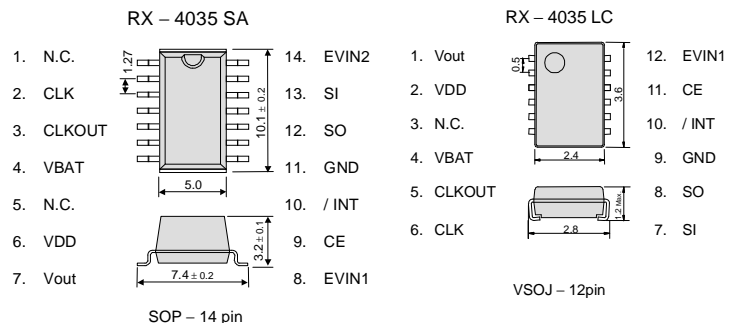 RX – 4035 SA
1. N.C.
2. CLK
3. CLKOUT
4. VBAT
5. N.C.
6. VDD
7. Vout
1.27
10.1 ± 0.2
5.0
3.2 ± 0.1
7.4 ± 0.2
14. EVIN2
13. SI
12. SO
11. GND
10. / INT
9. CE
8. EVIN1
SOP – 14 pin
RX – 4035 LC
1. Vout
2. VDD
3. N.C.
4. VBAT
5. CLKOUT
6. CLK
0.5
3.6
2.4
1.2 Max.
2.8
12. EVIN1
11. CE
10. / INT
9. GND
8. SO
7. SI
VSOJ – 12pin